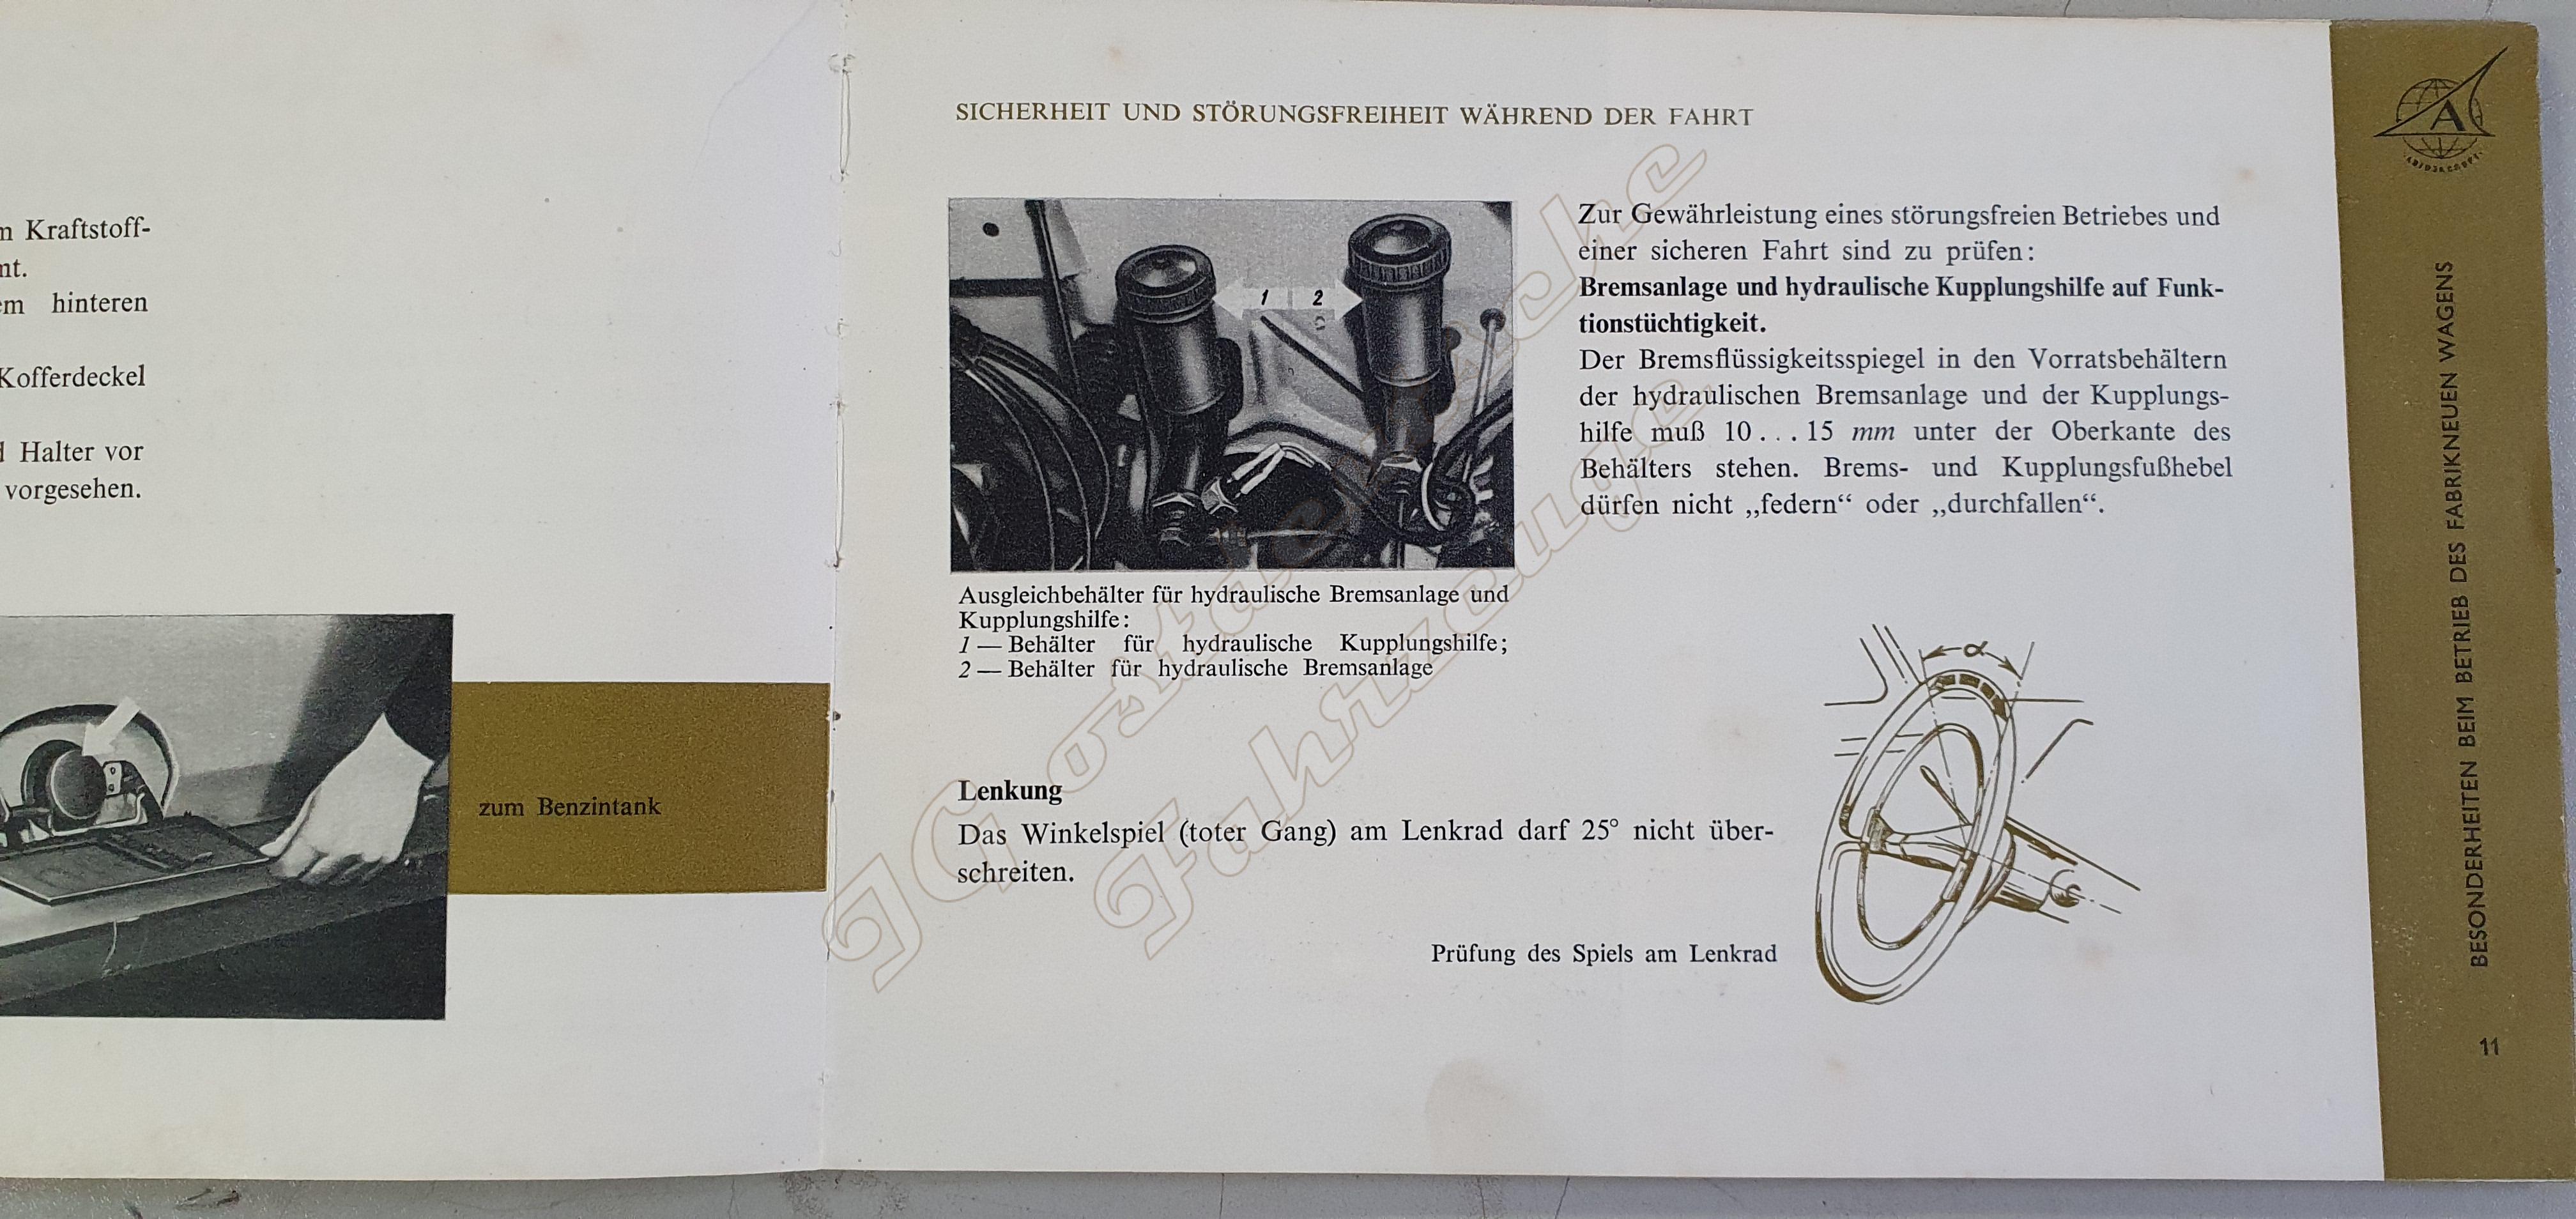 Kraftstoff-
hinteren
Kofferdeckel
Halter vor
vorgesehen.
zum Benzintank
SICHERHEIT UND STÖRUNGSFREIHEIT WÄHREND DER FAHRT
1 2
Ausgleichbehälter für hydraulische Bremsanlage und
Kupplungshilfe:
1 — Behälter für hydraulische Kupplungshilfe;
2 — Behälter für hydraulische Bremsanlage
Zur Gewährleistung eines störungsfreien Betriebes und
einer sicheren Fahrt sind zu prüfen:
Bremsanlage und hydraulische Kupplungshilfe auf Funk-
tionstüchtigkeit.
Der Bremsflüssigkeitsspiegel in den Vorratsbehältern
der hydraulischen Bremsanlage und der Kupplungs-
hilfe muß 10...15 mm unter der Oberkante des
Behälters stehen. Brems- und Kupplungsfußhebel
dürfen nicht „federn“ oder „durchfallen“.
Lenkung
Das Winkelspiel (toter Gang) am Lenkrad darf 25° nicht über-
schreiten.
Prüfung des Spiels am Lenkrad
α
IG ostdeutsche
Fahrzeuge
A
BESONDERHEITEN BEIM BETRIEB DES FABRIKNEUEN WAGENS
11